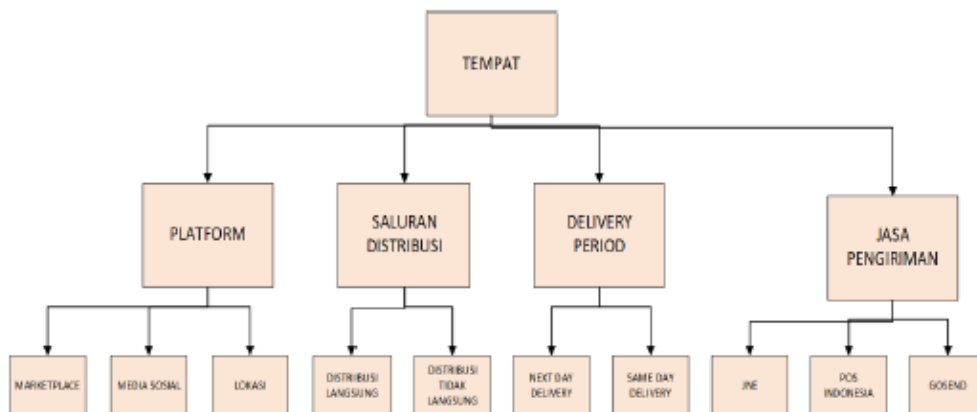 TEMPAT
PLATFORM
SALURAN
DISTRIBUSI
DELIVERY
PERIOD
JASA
PENGIRIMAN
MARKETPLACE
MEDIA SOSIAL
LOKASI
DISTRIIBUSI
LANGSUNG
DISTRIBUSI
TIDAK
LANGSUNG
NEXT DAY
DELIVERY
SAME DAY
DELIVERY
JNE
POS
INDONESIA
GOSEND